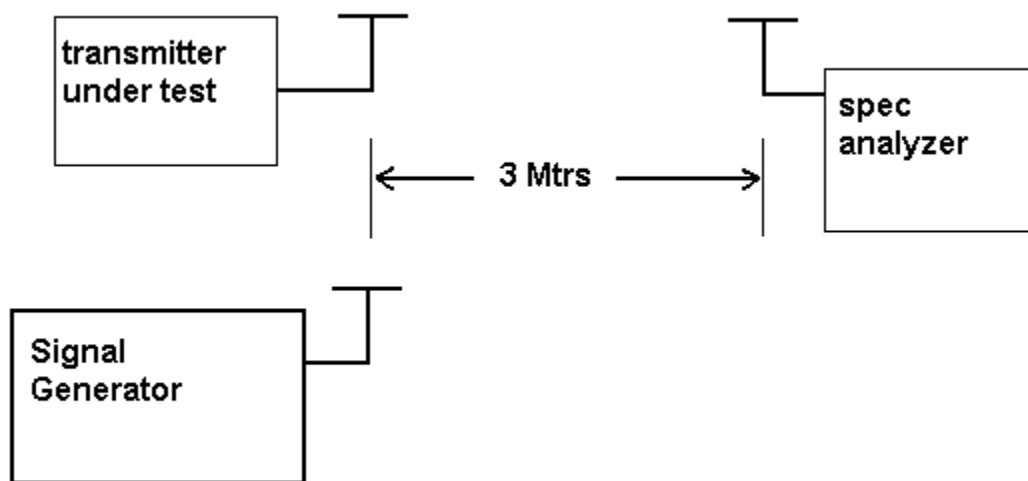 transmitter
under test
spec
analyzer
3 Mtrs
Signal
Generator